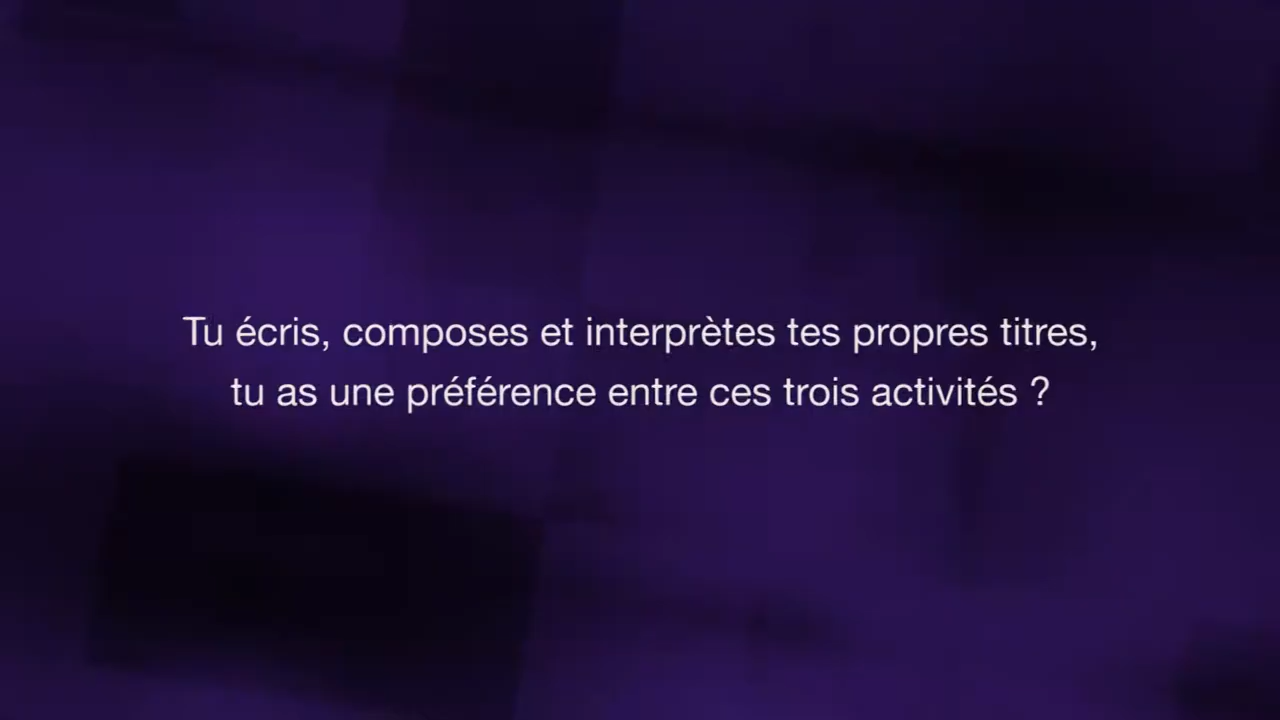 Tu écris, composes et interprètes tes propres titres,
tu as une préférence entre ces trois activités ?